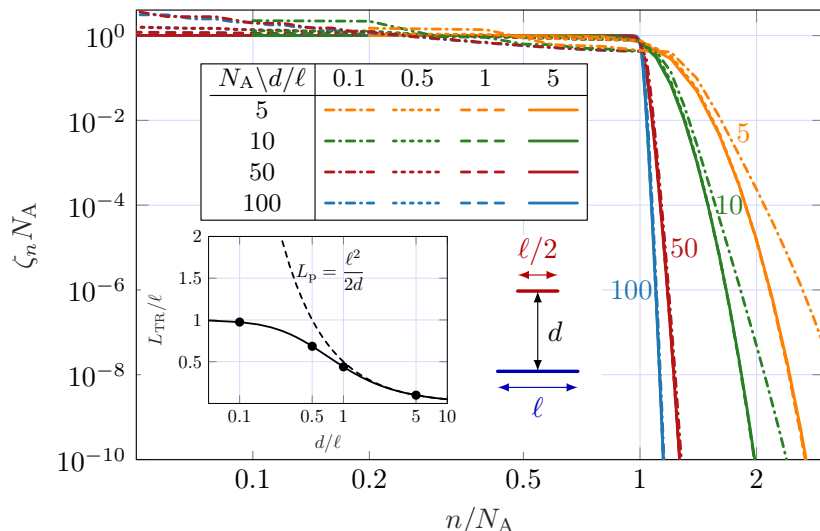 10^0
10^{-2}
10^{-4}
10^{-6}
10^{-8}
10^{-10}
ζ_n N_A
N_A\d/ℓ 0.1 0.5 1 5
5
10
50
100
5
10
50
100
2
1.5
1
0.5
L_TR/ℓ
L_p = ℓ^2/2d
0.1 0.5 1 5 10
d/ℓ
ℓ/2
d
ℓ
0.1 0.2 0.5 1 2
n/N_A